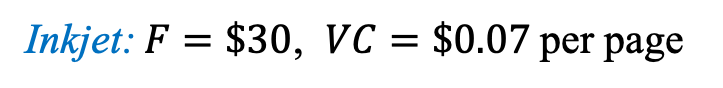 Inkjet: F = $30, VC = $0.07 per page